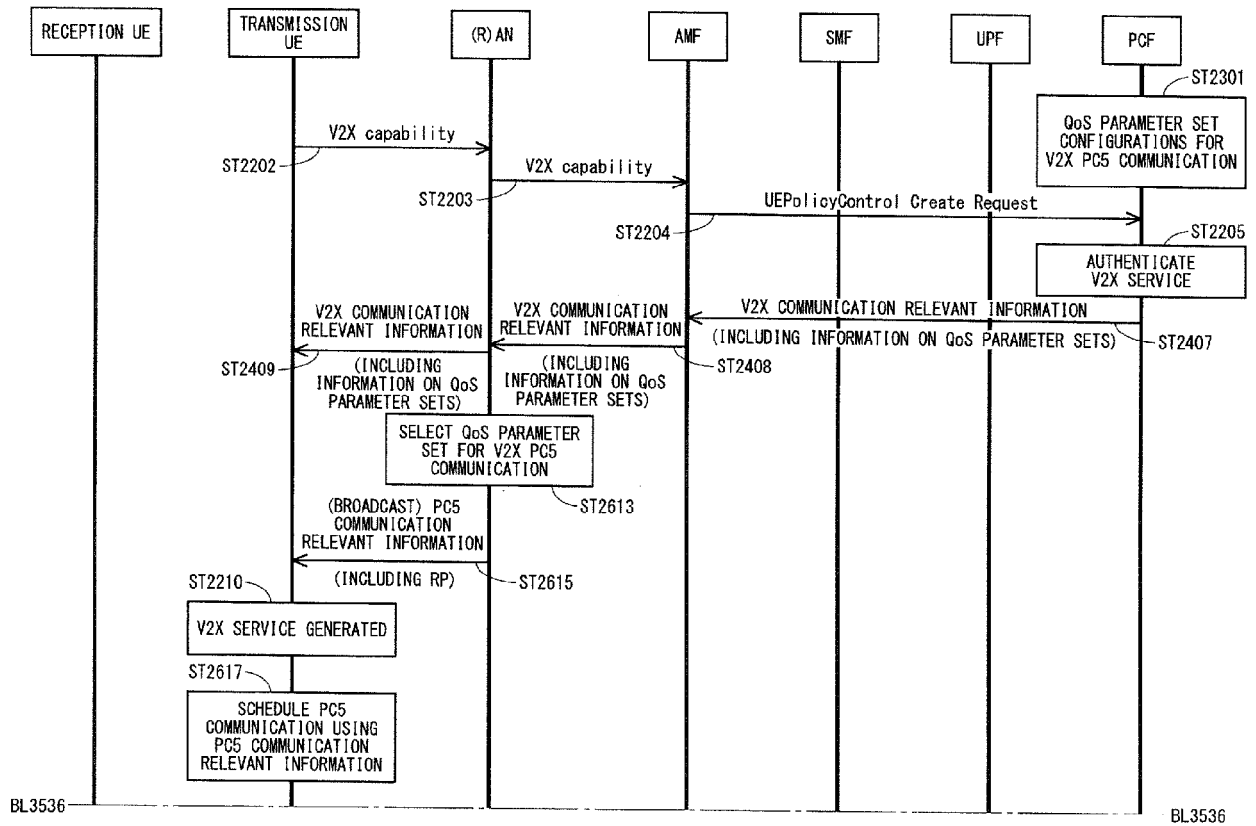 RECEPTION UE
TRANSMISSION
UE
(R)AN
AMF
SMF
UPF
PCF
ST2301
QoS PARAMETER SET
CONFIGURATIONS FOR
V2X PC5 COMMUNICATION
V2X capability
ST2202
V2X capability
ST2203
UEPolicyControl Create Request
ST2204
ST2205
AUTHENTICATE
V2X SERVICE
V2X COMMUNICATION RELEVANT INFORMATION
(INCLUDING INFORMATION ON QoS PARAMETER SETS)
ST2407
V2X COMMUNICATION
RELEVANT INFORMATION
(INCLUDING
INFORMATION ON QoS
PARAMETER SETS)
ST2408
V2X COMMUNICATION
RELEVANT INFORMATION
ST2409
(INCLUDING
INFORMATION ON QoS
PARAMETER SETS)
SELECT QoS PARAMETER
SET FOR V2X PC5
COMMUNICATION
ST2613
(BROADCAST) PC5
COMMUNICATION
RELEVANT INFORMATION
(INCLUDING RP)
ST2615
ST2210
V2X SERVICE GENERATED
ST2617
SCHEDULE PC5
COMMUNICATION USING
PC5 COMMUNICATION
RELEVANT INFORMATION
BL3536
BL3536